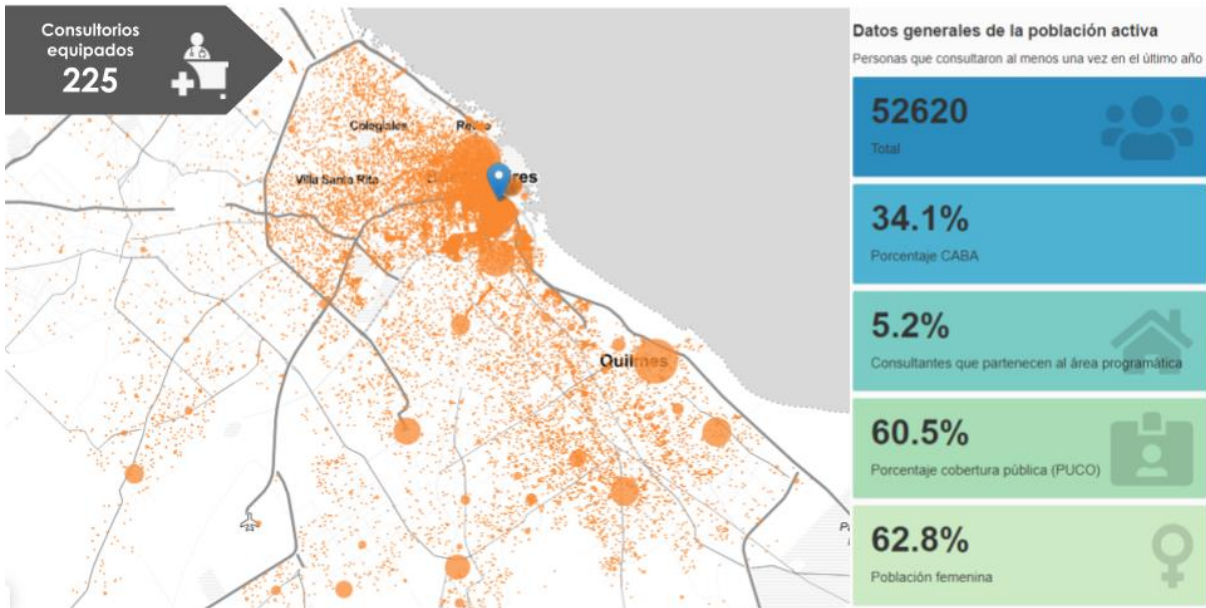 Consultorios
equipados
225
Colegiales
Villa Santa Rita
Quilmes
Datos generales de la población activa
Personas que consultaron al menos una vez en el último año
52620
Total
34.1%
Porcentaje CABA
5.2%
Consultantes que partenecen al área programática
60.5%
Porcentaje cobertura pública (PUCO)
62.8%
Población femenina